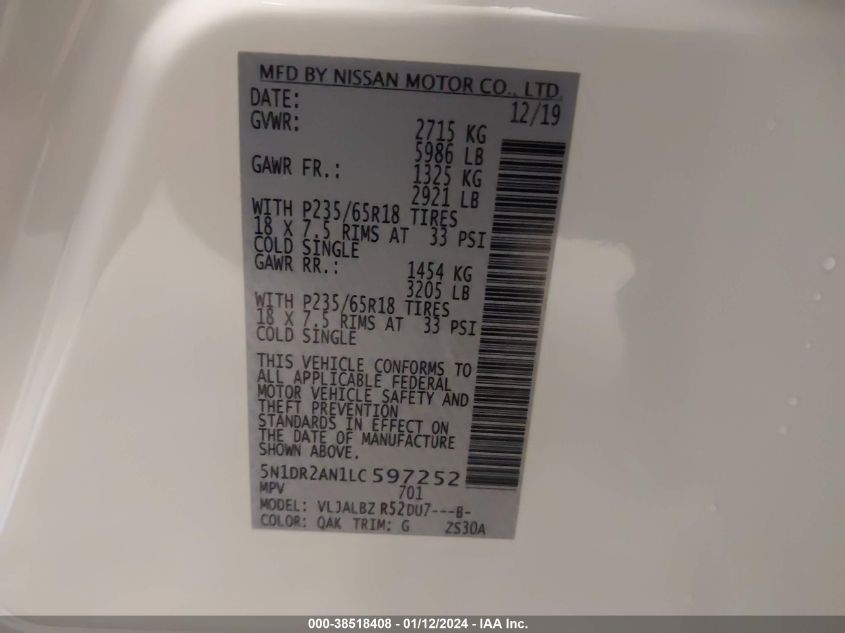 MFD BY NISSAN MOTOR CO., LTD.
DATE: 12/19
GVWR: 2715 KG
5986 LB
GAWR FR.: 1325 KG
2921 LB
WITH P235/65R18 TIRES
18 X 7.5 RIMS AT 33 PSI
COLD SINGLE
GAWR RR.: 1454 KG
3205 LB
WITH P235/65R18 TIRES
18 X 7.5 RIMS AT 33 PSI
COLD SINGLE
THIS VEHICLE CONFORMS TO
ALL APPLICABLE FEDERAL
MOTOR VEHICLE SAFETY AND
THEFT PREVENTION
STANDARDS IN EFFECT ON
THE DATE OF MANUFACTURE
SHOWN ABOVE.
5N1DR2AN1LC597252
MPV 701
MODEL: VLJALBZ R52DU7---B-
COLOR: QAK TRIM: G ZS30A
000-38518408 - 01/12/2024 - IAA Inc.